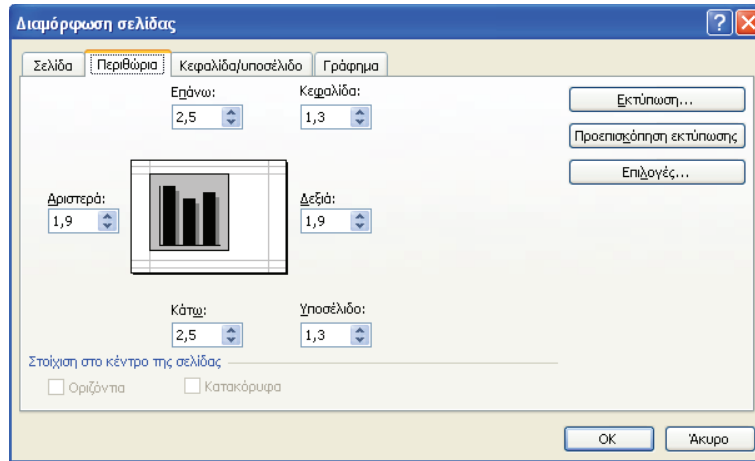 Διαμόρφωση σελίδας
Σελίδα Περιθώρια Κεφαλίδα/υποσέλιδο Γράφημα
Επάνω: Κεφαλίδα:
2,5 1,3
Εκτύπωση...
Προεπισκόπηση εκτύπωσης
Επιλογές...
Αριστερά: Δεξιά:
1,9 1,9
Κάτω: Υποσέλιδο:
2,5 1,3
Στοίχιση στο κέντρο της σελίδας
Οριζόντια Κατακόρυφα
OK Άκυρο